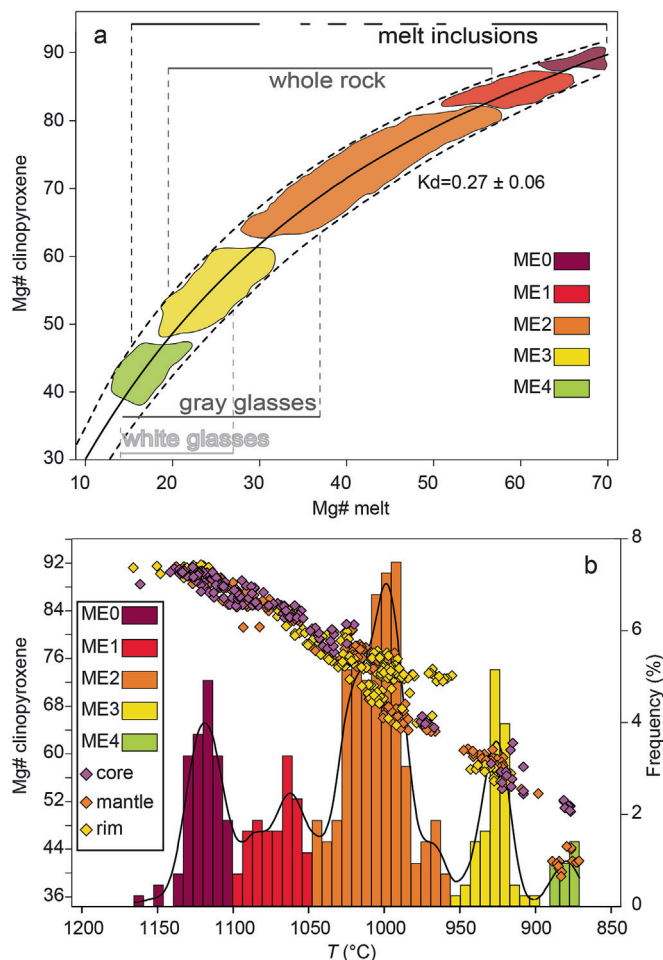 a
melt inclusions
whole rock
Kd=0.27 ± 0.06
gray glasses
white glasses
Mg# clinopyroxene
90
80
70
60
50
40
30
10 20 30 40 50 60 70
Mg# melt
ME0
ME1
ME2
ME3
ME4
b
Mg# clinopyroxene
92
84
76
68
60
52
44
36
ME0
ME1
ME2
ME3
ME4
core
mantle
rim
8
6
4
2
0
Frequency (%)
1200 1150 1100 1050 1000 950 900 850
T (°C)